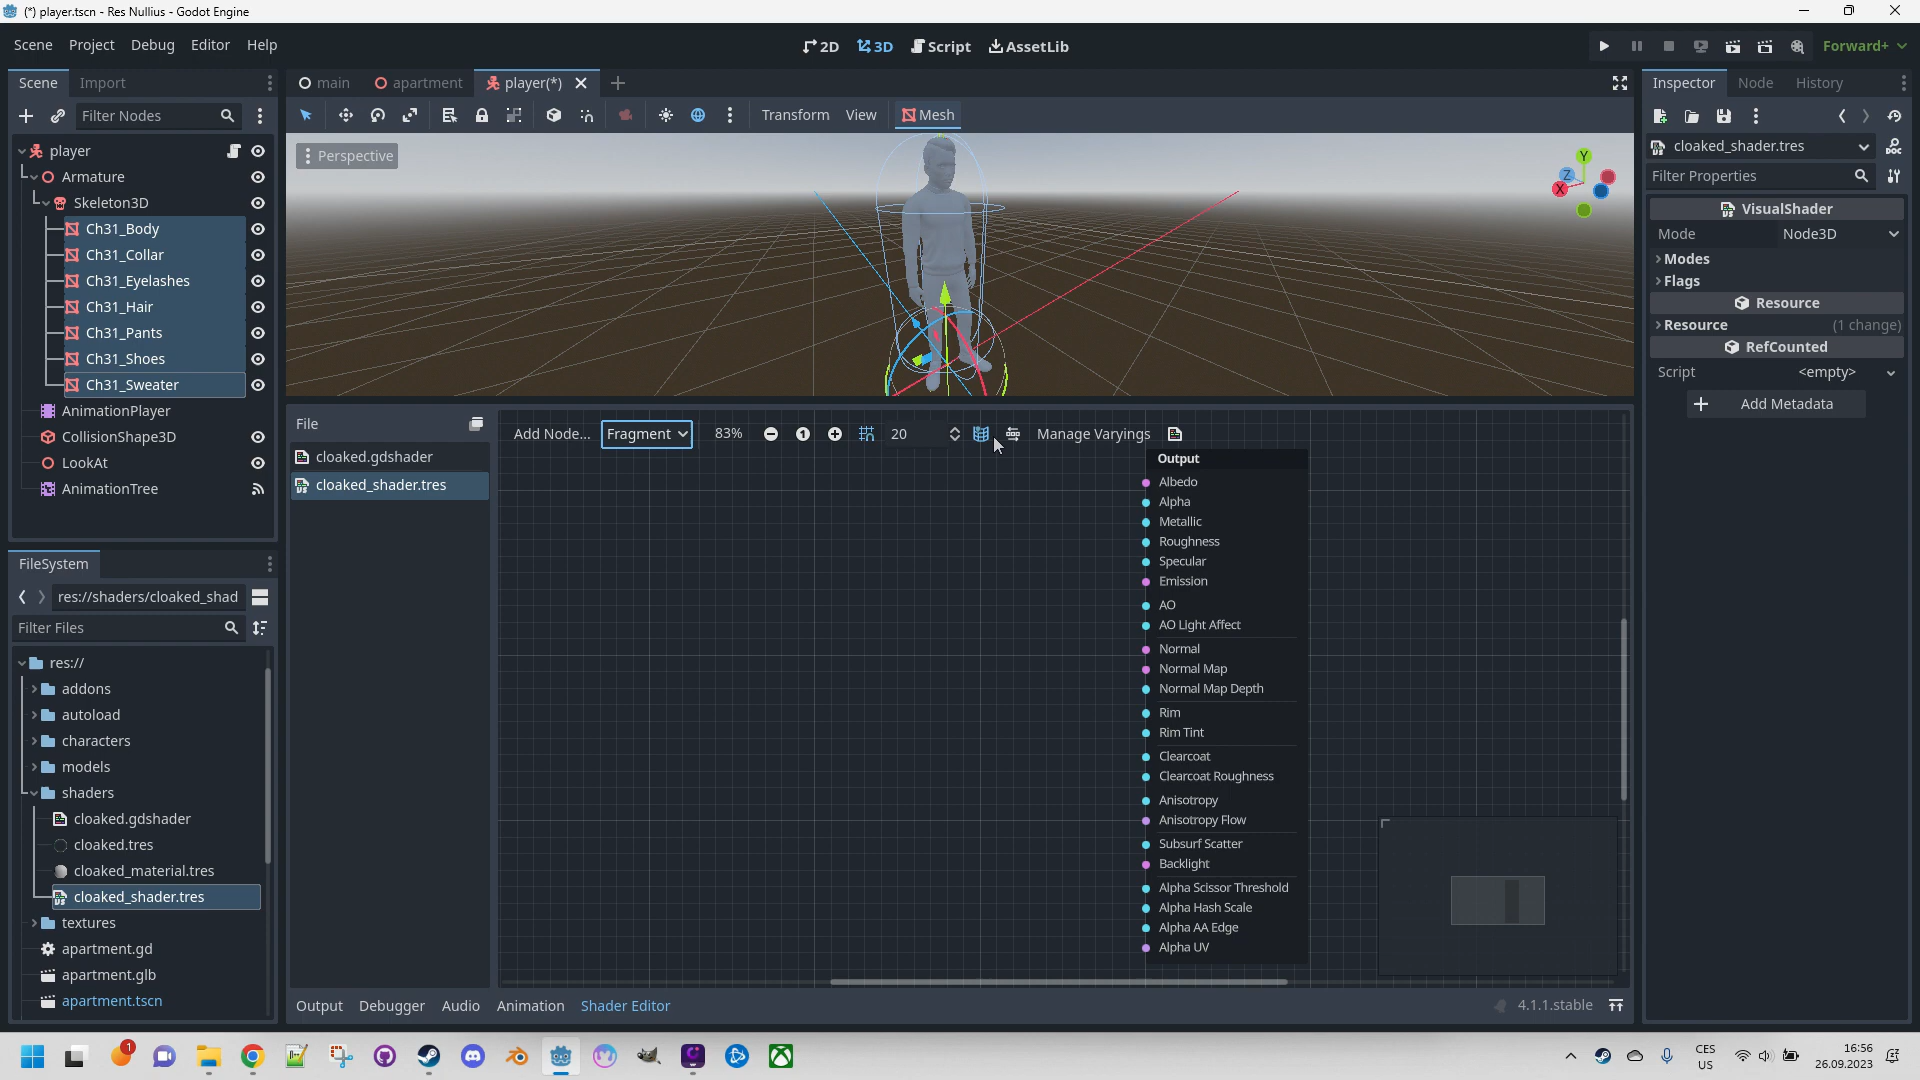 (*) player.tscn - Res Nullius - Godot Engine
Scene Project Debug Editor Help
2D 3D Script AssetLib
Forward+
Scene Import
main apartment player(*)
Inspector Node History
Filter Nodes
Transform View Mesh
Perspective
Y
Z
X
player
Armature
Skeleton3D
Ch31_Body
Ch31_Collar
Ch31_Eyelashes
Ch31_Hair
Ch31_Pants
Ch31_Shoes
Ch31_Sweater
AnimationPlayer
CollisionShape3D
LookAt
AnimationTree
FileSystem
res://shaders/cloaked_shad
Filter Files
res://
addons
autoload
characters
models
shaders
cloaked.gdshader
cloaked.tres
cloaked_material.tres
cloaked_shader.tres
textures
apartment.gd
apartment.glb
apartment.tscn
File
cloaked.gdshader
cloaked_shader.tres
Add Node... Fragment 83% 1 20 Manage Varyings
Output
Albedo
Alpha
Metallic
Roughness
Specular
Emission
AO
AO Light Affect
Normal
Normal Map
Normal Map Depth
Rim
Rim Tint
Clearcoat
Clearcoat Roughness
Anisotropy
Anisotropy Flow
Subsurf Scatter
Backlight
Alpha Scissor Threshold
Alpha Hash Scale
Alpha AA Edge
Alpha UV
Output Debugger Audio Animation Shader Editor
4.1.1.stable
cloaked_shader.tres
Filter Properties
VisualShader
Mode Node3D
Modes
Flags
Resource
Resource (1 change)
RefCounted
Script <empty>
Add Metadata
1
CES
US
16:56
26.09.2023